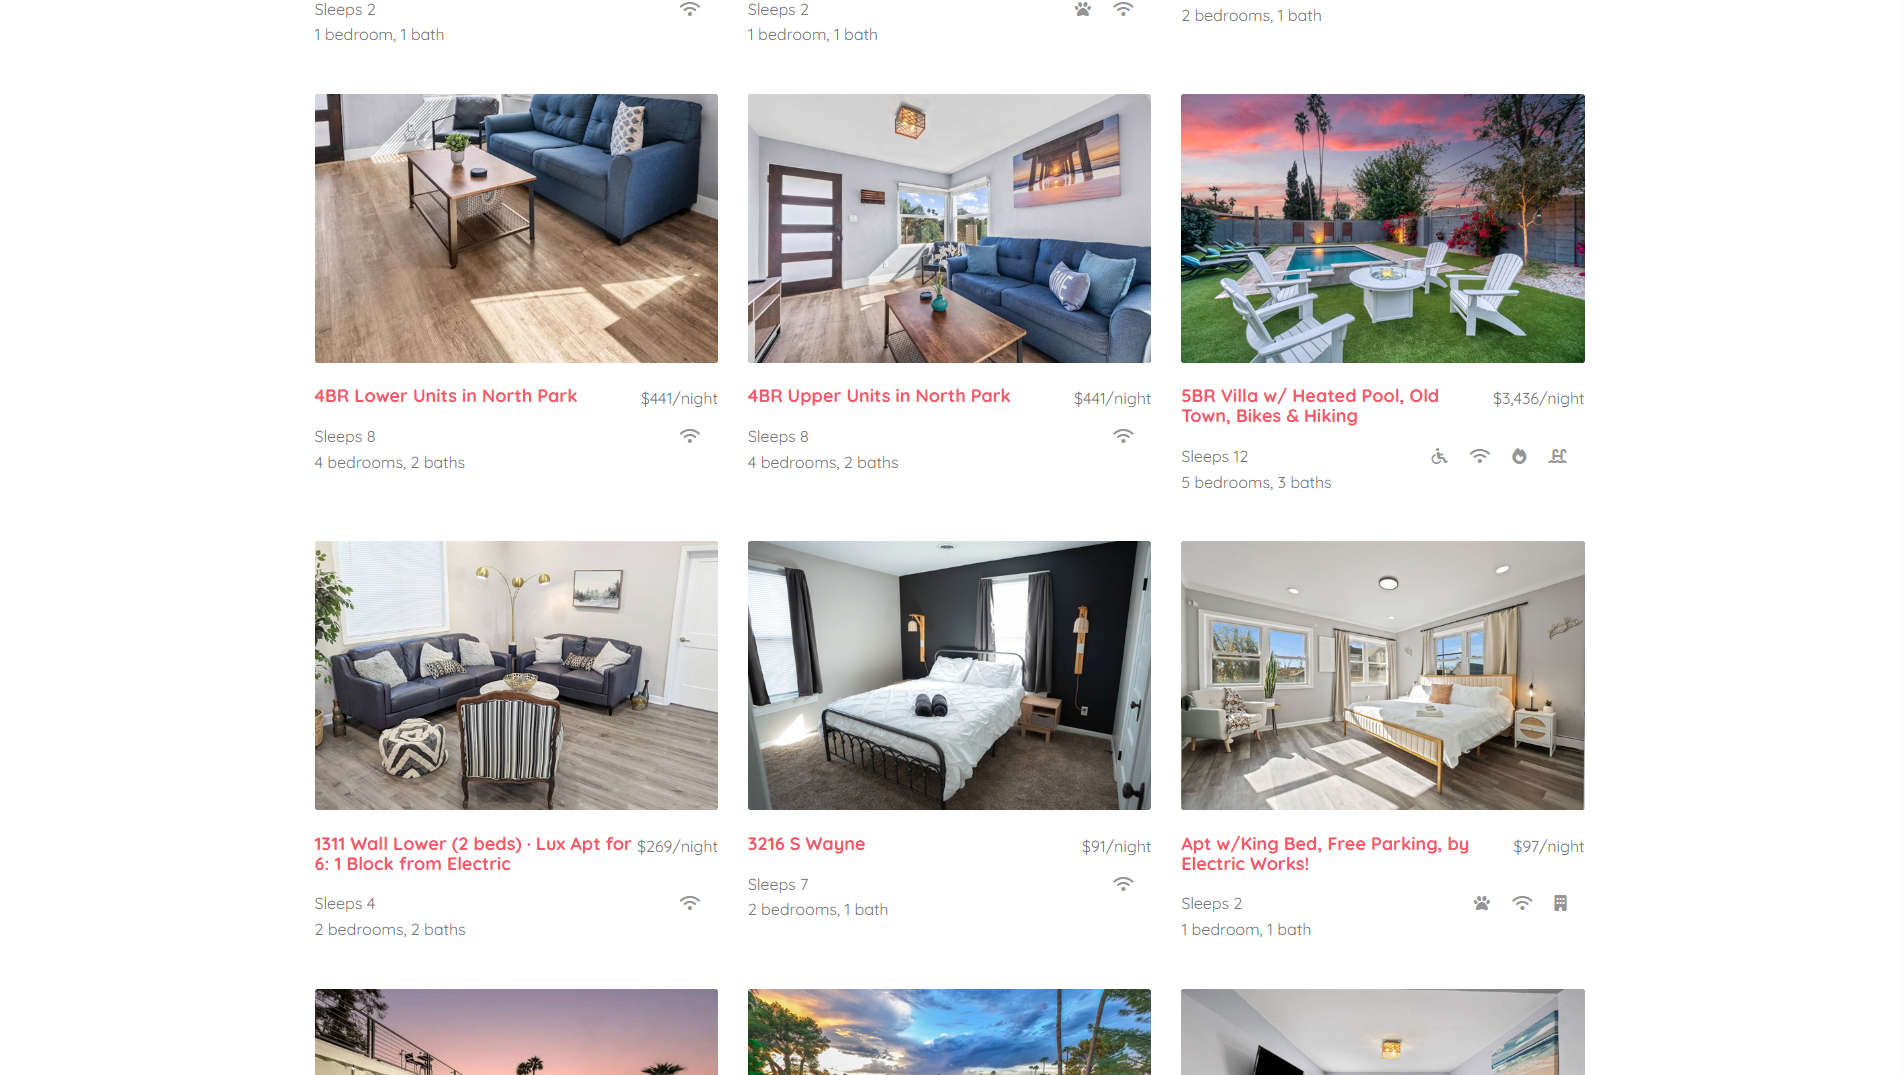 Sleeps 2
1 bedroom, 1 bath
Sleeps 2
1 bedroom, 1 bath
2 bedrooms, 1 bath
4BR Lower Units in North Park
$441/night
Sleeps 8
4 bedrooms, 2 baths
4BR Upper Units in North Park
$441/night
Sleeps 8
4 bedrooms, 2 baths
5BR Villa w/ Heated Pool, Old
Town, Bikes & Hiking
$3,436/night
Sleeps 12
5 bedrooms, 3 baths
1311 Wall Lower (2 beds) · Lux Apt for
6: 1 Block from Electric
$269/night
Sleeps 4
2 bedrooms, 2 baths
3216 S Wayne
$91/night
Sleeps 7
2 bedrooms, 1 bath
Apt w/King Bed, Free Parking, by
Electric Works!
$97/night
Sleeps 2
1 bedroom, 1 bath